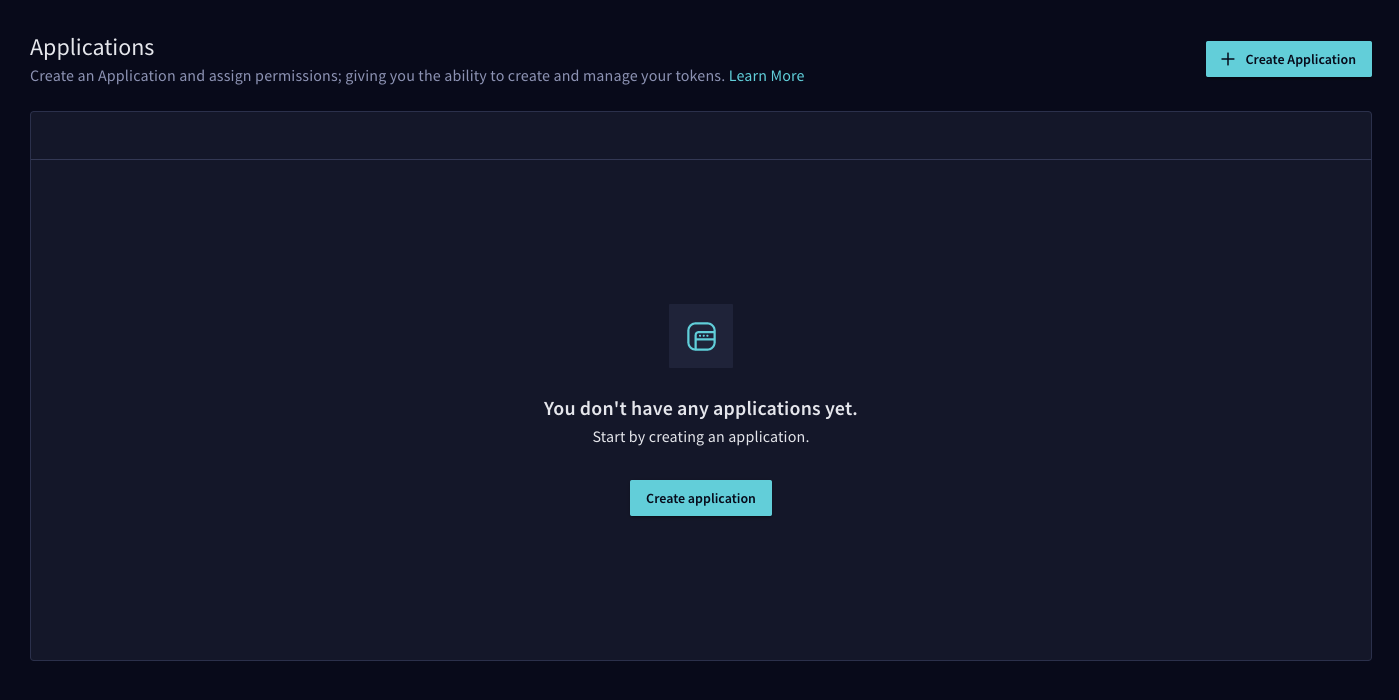 Applications
Create an Application and assign permissions; giving you the ability to create and manage your tokens. Learn More
Create Application
You don't have any applications yet.
Start by creating an application.
Create application